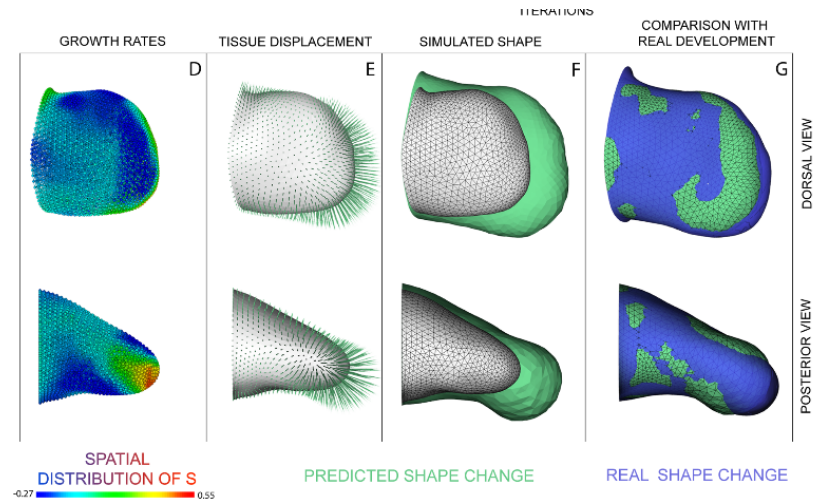 ITERATIONS
GROWTH RATES
TISSUE DISPLACEMENT
SIMULATED SHAPE
COMPARISON WITH
REAL DEVELOPMENT
D
E
F
G
DORSAL VIEW
POSTERIOR VIEW
SPATIAL
DISTRIBUTION OF S
-0.27
0.55
PREDICTED SHAPE CHANGE
REAL SHAPE CHANGE